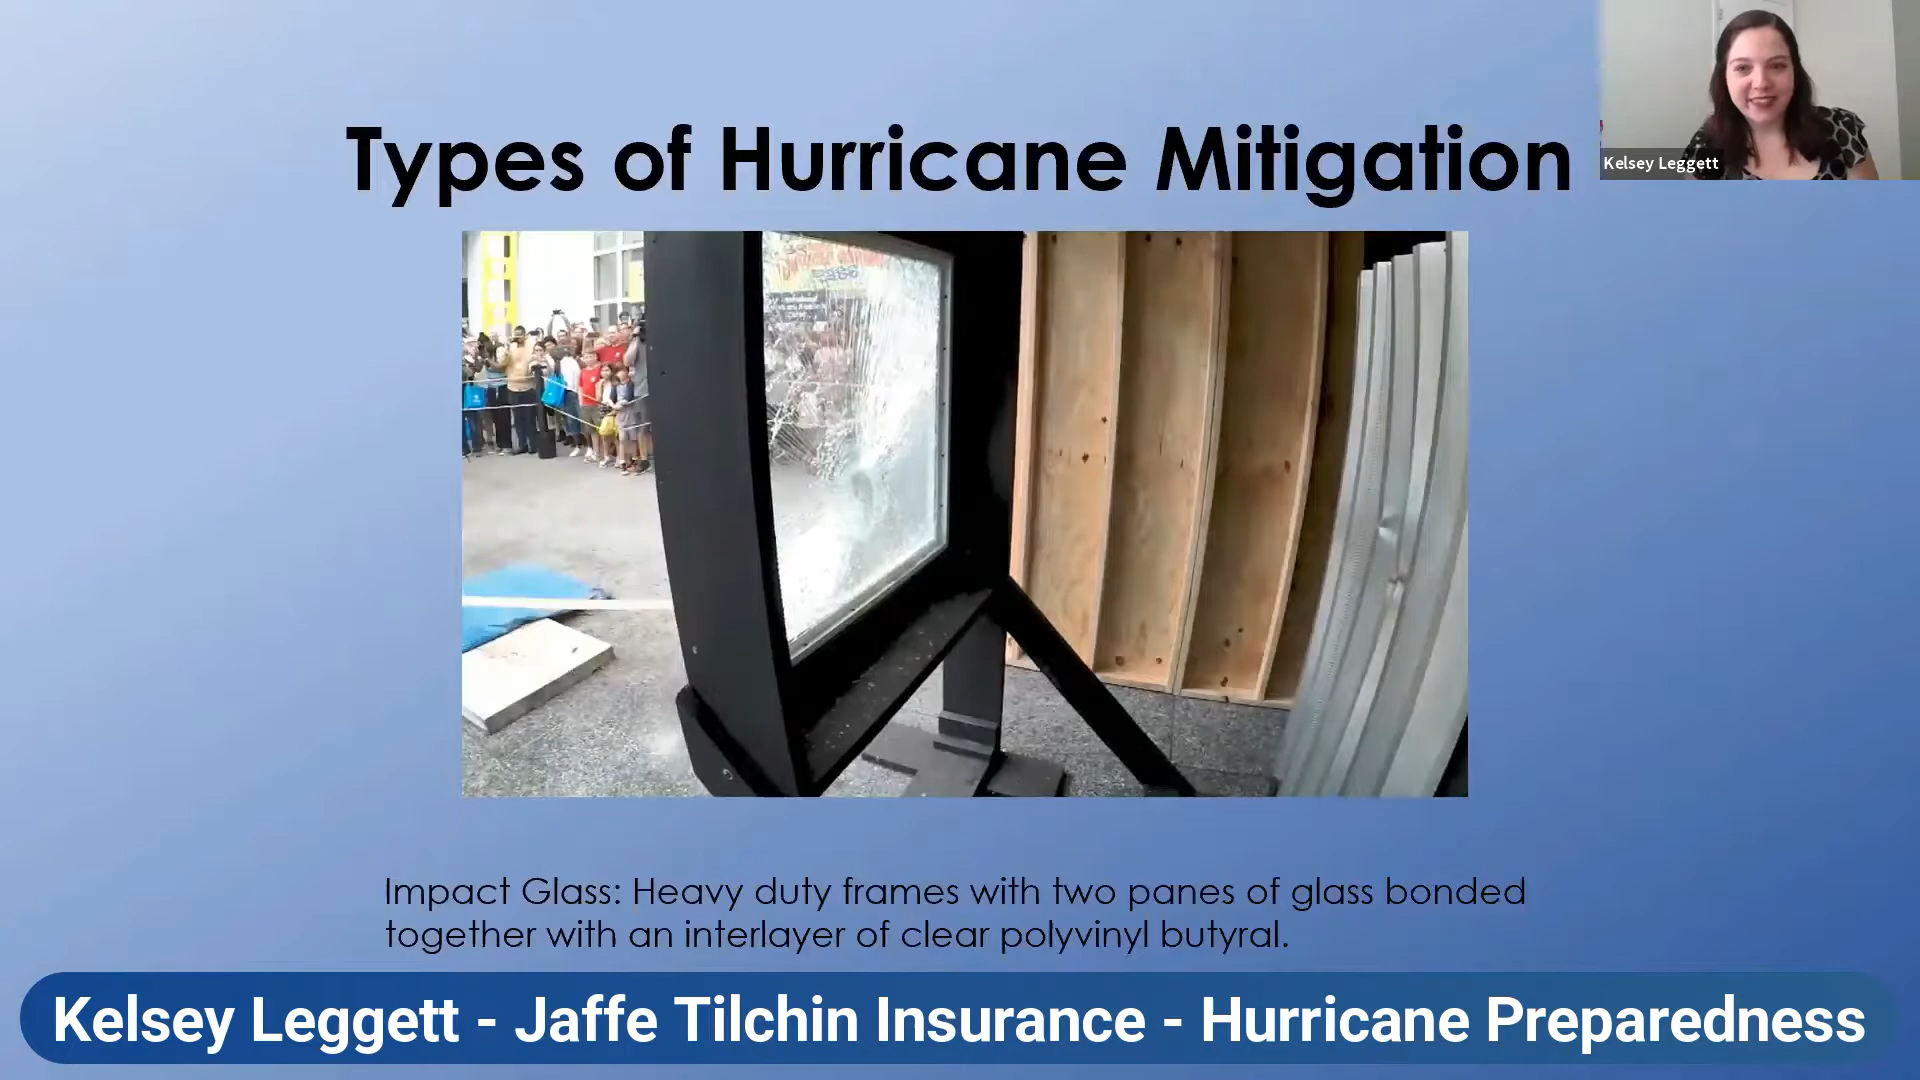 Types of Hurricane Mitigation
Kelsey Leggett
Impact Glass: Heavy duty frames with two panes of glass bonded
together with an interlayer of clear polyvinyl butyral.
Kelsey Leggett - Jaffe Tilchin Insurance - Hurricane Preparedness